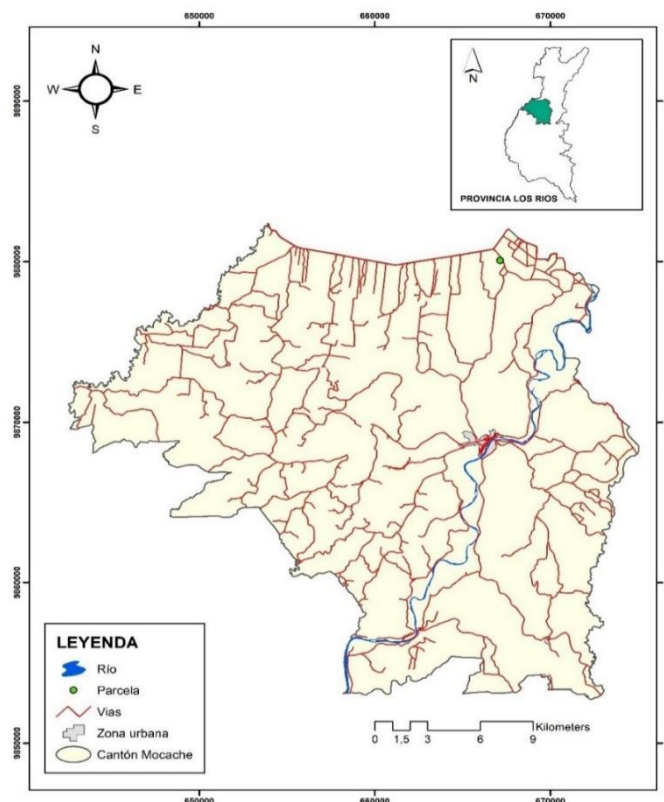 650000 660000 670000
N
W E
S
N
PROVINCIA LOS RIOS
9890000
9880000
9870000
9860000
9850000
LEYENDA
Río
Parcela
Vias
Zona urbana
Cantón Mocache
Kilometers
0 1,5 3 6 9
650000 660000 670000